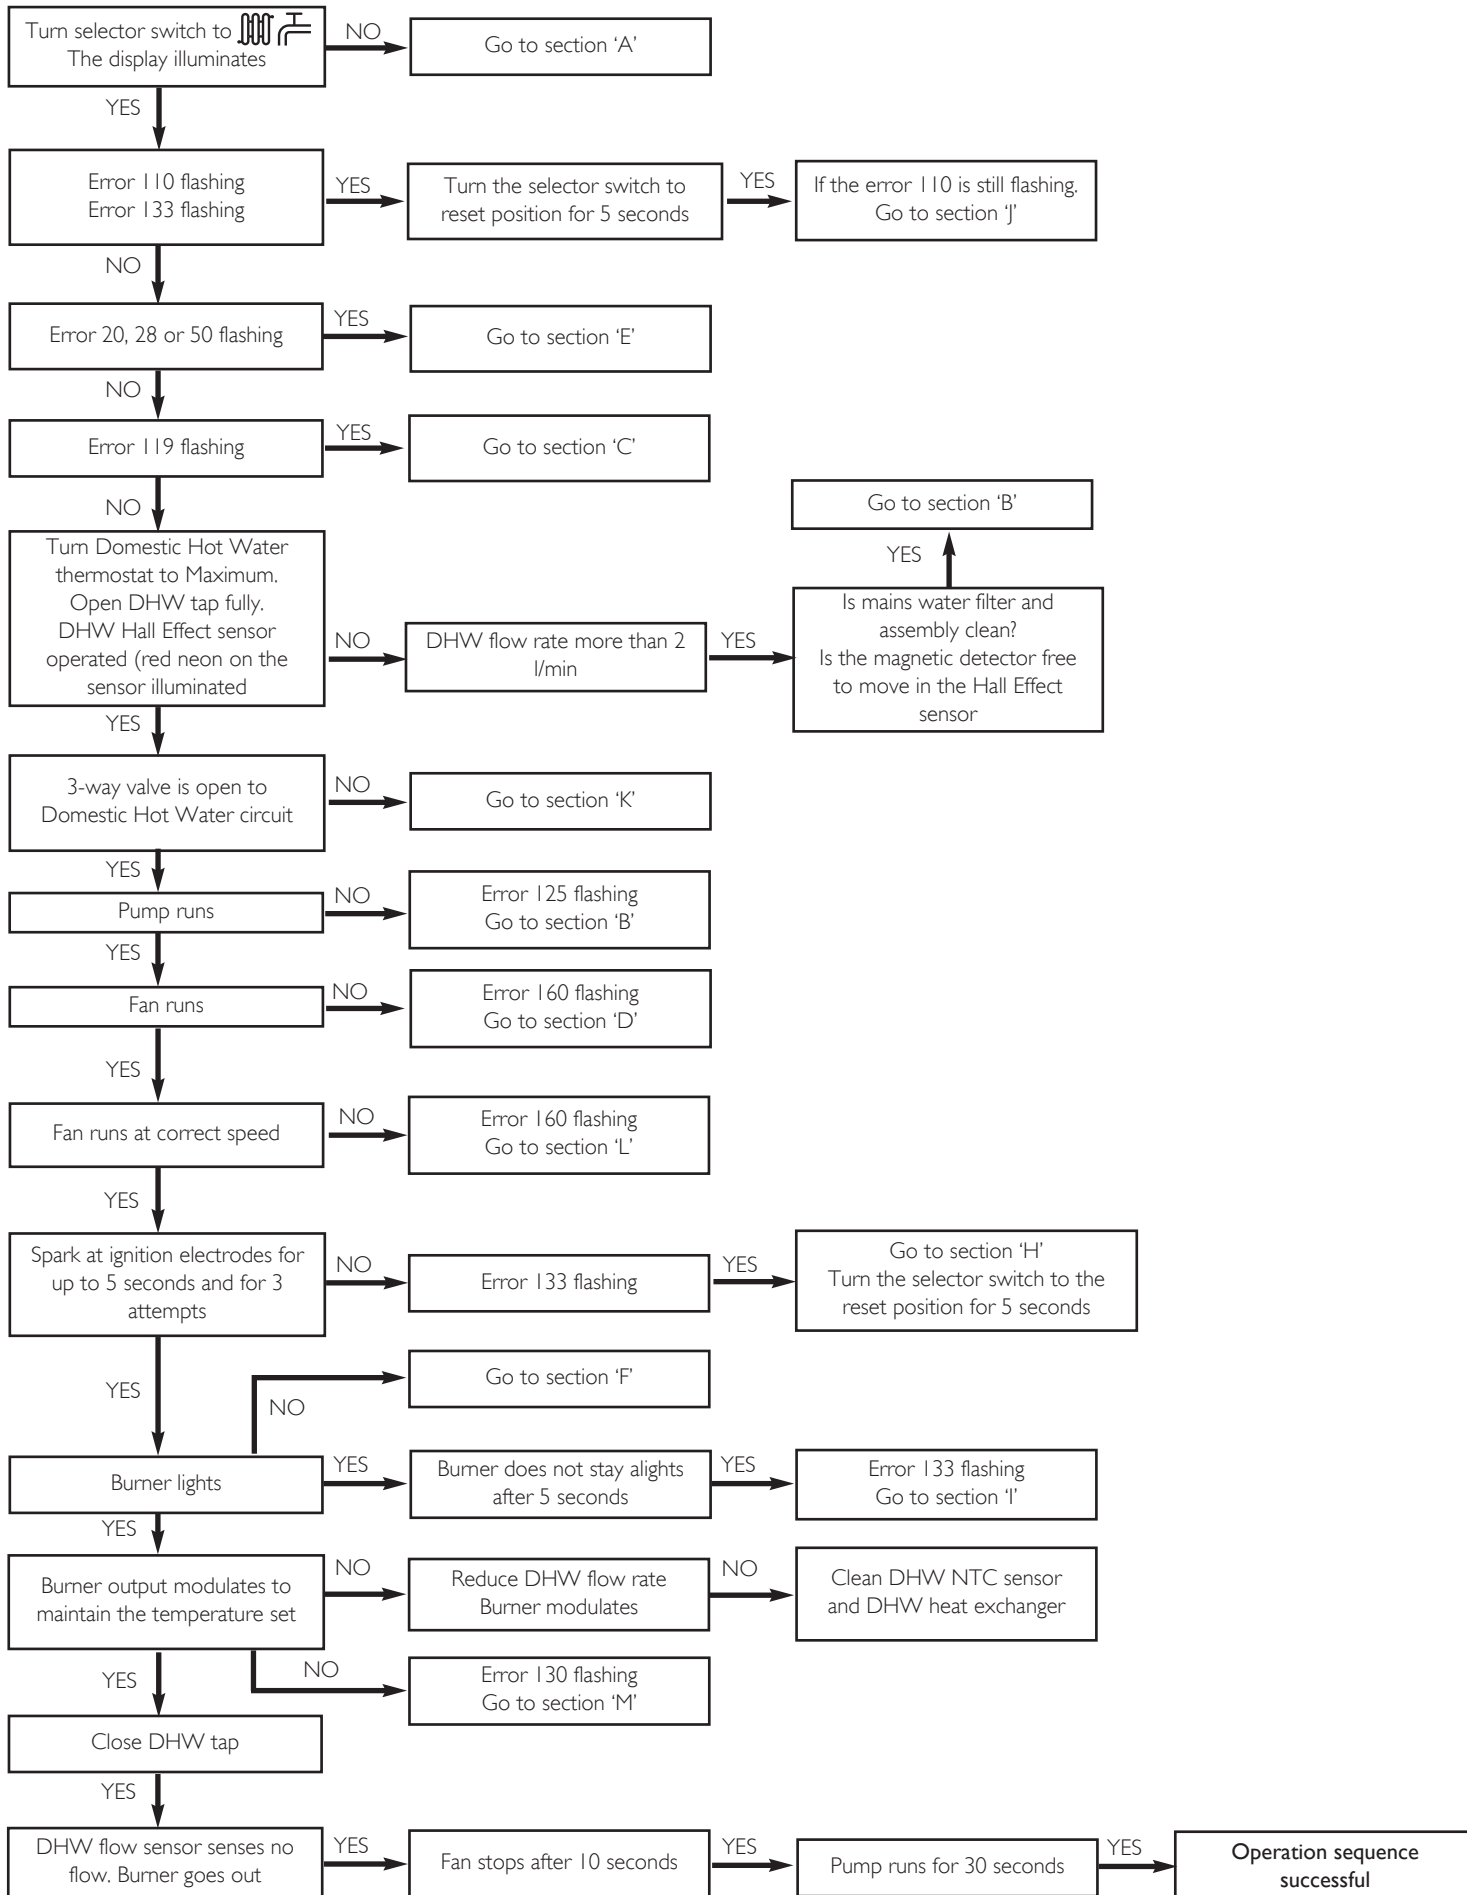 Turn selector switch to
The display illuminates
NO
Go to section ‘A’
YES
Error 110 flashing
Error 133 flashing
YES
Turn the selector switch to
reset position for 5 seconds
YES
If the error 110 is still flashing.
Go to section ‘J’
NO
Error 20, 28 or 50 flashing
YES
Go to section ‘E’
NO
Error 119 flashing
YES
Go to section ‘C’
NO
Turn Domestic Hot Water
thermostat to Maximum.
Open DHW tap fully.
DHW Hall Effect sensor
operated (red neon on the
sensor illuminated
NO
DHW flow rate more than 2
l/min
YES
Is mains water filter and
assembly clean?
Is the magnetic detector free
to move in the Hall Effect
sensor
YES
Go to section ‘B’
YES
3-way valve is open to
Domestic Hot Water circuit
NO
Go to section ‘K’
YES
Pump runs
NO
Error 125 flashing
Go to section ‘B’
YES
Fan runs
NO
Error 160 flashing
Go to section ‘D’
YES
Fan runs at correct speed
NO
Error 160 flashing
Go to section ‘L’
YES
Spark at ignition electrodes for
up to 5 seconds and for 3
attempts
NO
Error 133 flashing
YES
Go to section ‘H’
Turn the selector switch to the
reset position for 5 seconds
YES
NO
Go to section ‘F’
Burner lights
YES
Burner does not stay alights
after 5 seconds
YES
Error 133 flashing
Go to section ‘I’
YES
Burner output modulates to
maintain the temperature set
NO
Reduce DHW flow rate
Burner modulates
NO
Clean DHW NTC sensor
and DHW heat exchanger
NO
Error 130 flashing
Go to section ‘M’
YES
Close DHW tap
YES
DHW flow sensor senses no
flow. Burner goes out
YES
Fan stops after 10 seconds
YES
Pump runs for 30 seconds
YES
Operation sequence
successful